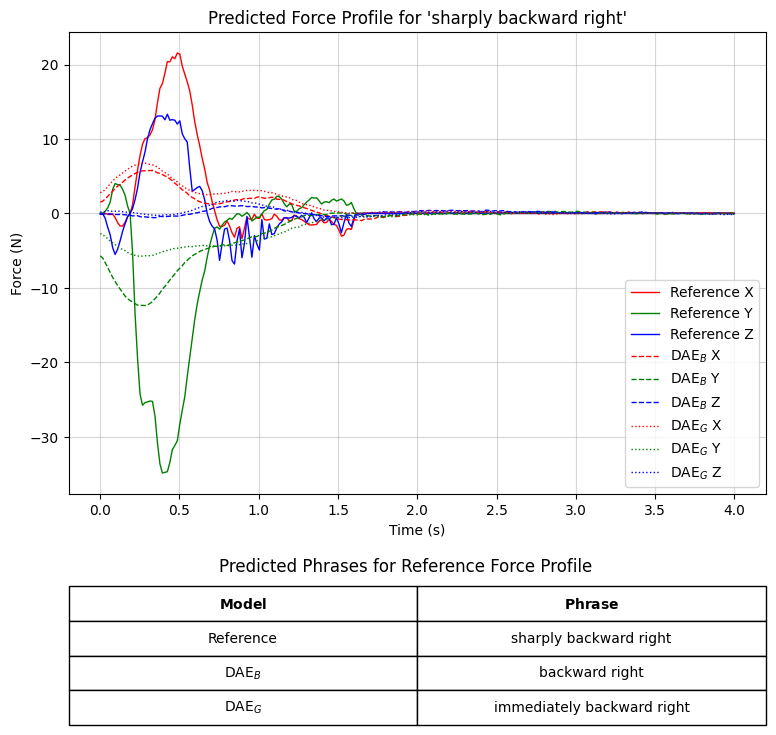 Predicted Force Profile for 'sharply backward right'
20
10
0
−10
−20
−30
Force (N)
0.0 0.5 1.0 1.5 2.0 2.5 3.0 3.5 4.0
Time (s)
Reference X
Reference Y
Reference Z
DAE_B X
DAE_B Y
DAE_B Z
DAE_G X
DAE_G Y
DAE_G Z
Predicted Phrases for Reference Force Profile
Model Phrase
Reference sharply backward right
DAE_B backward right
DAE_G immediately backward right